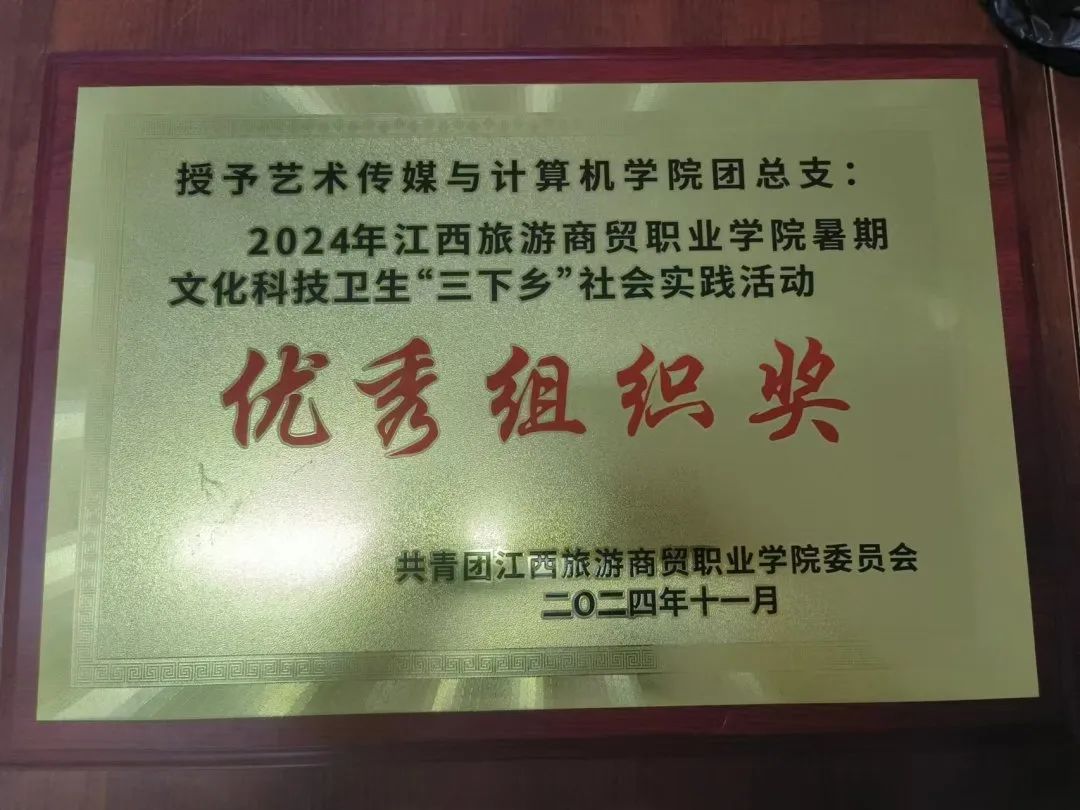 授予艺术传媒与计算机学院团总支：
2024年江西旅游商贸职业学院暑期
文化科技卫生“三下乡”社会实践活动
优秀组织奖
共青团江西旅游商贸职业学院委员会
二〇二四年十一月